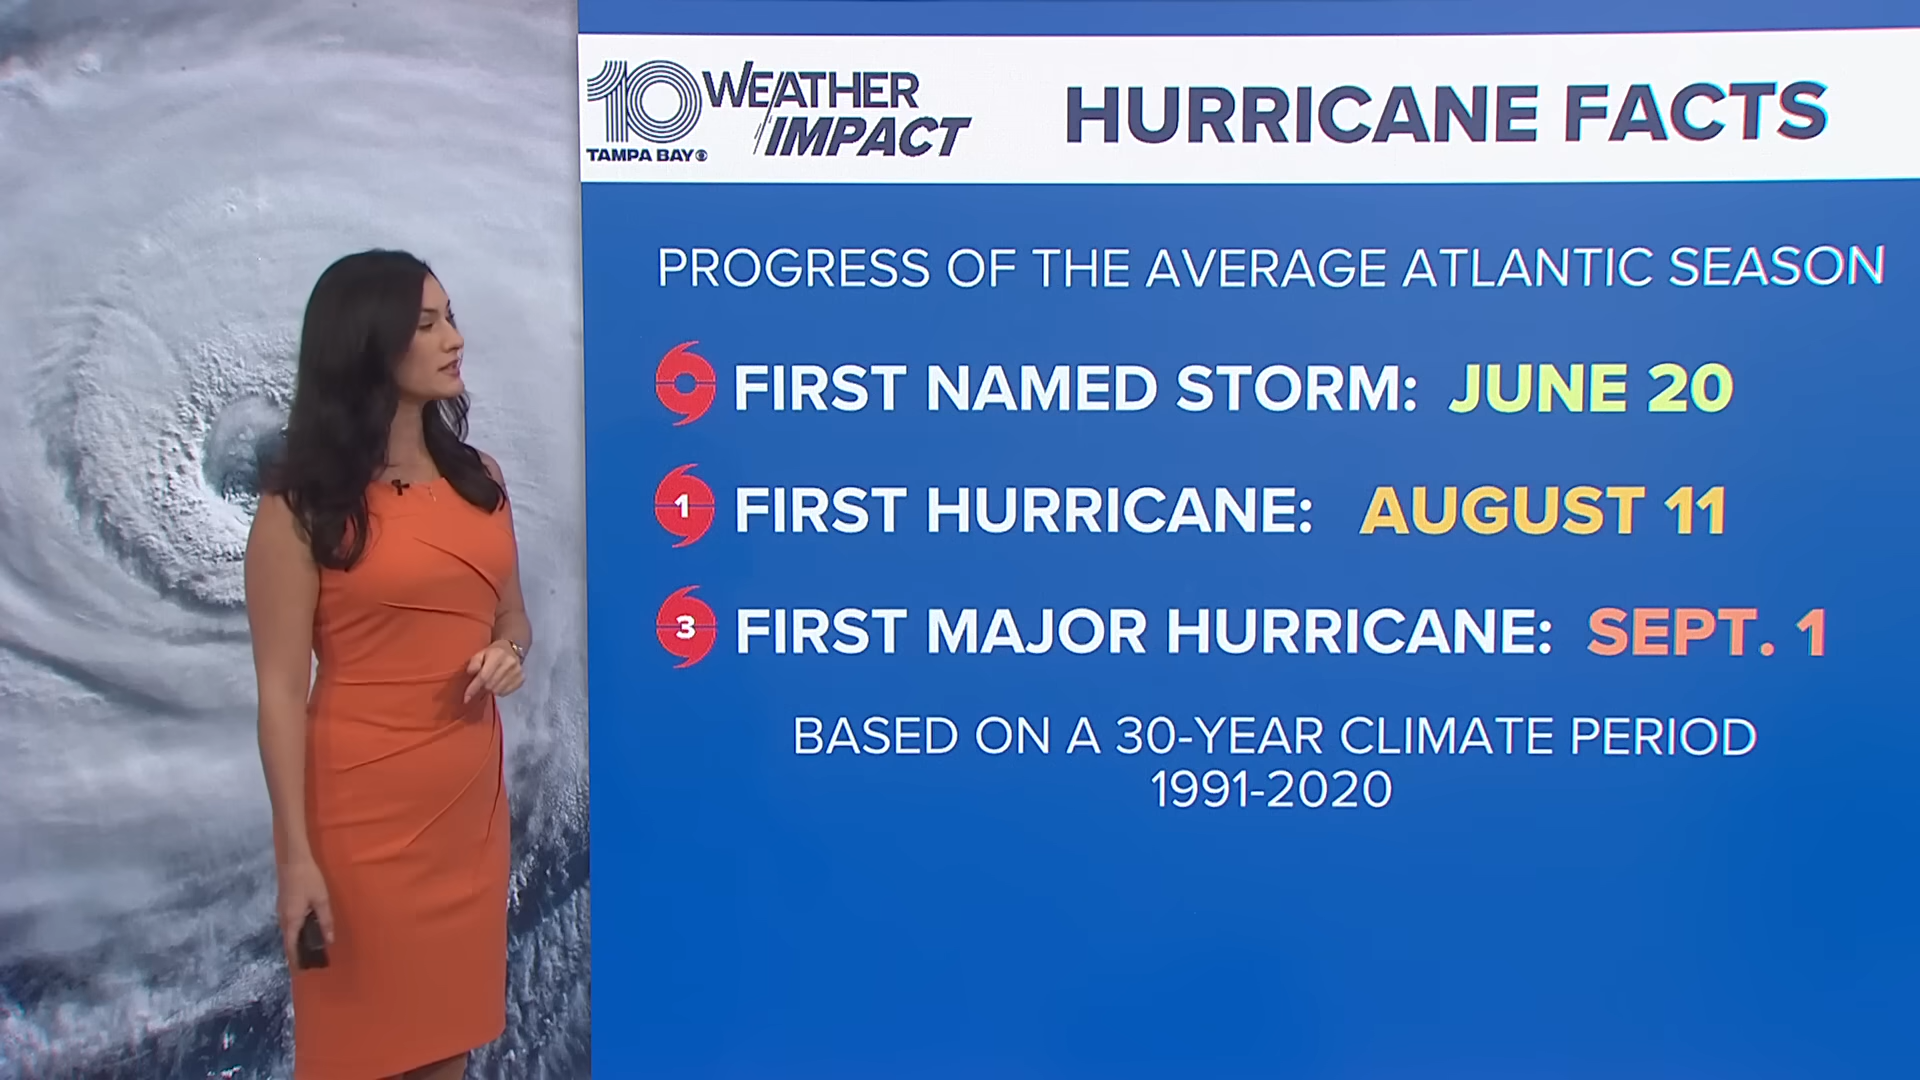 10 WEATHER IMPACT
TAMPA BAY
HURRICANE FACTS
PROGRESS OF THE AVERAGE ATLANTIC SEASON
FIRST NAMED STORM: JUNE 20
1 FIRST HURRICANE: AUGUST 11
3 FIRST MAJOR HURRICANE: SEPT. 1
BASED ON A 30-YEAR CLIMATE PERIOD
1991-2020